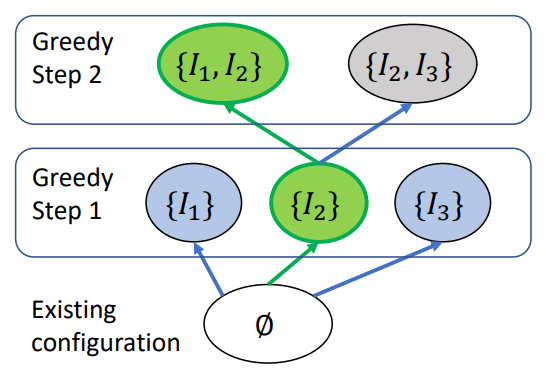 Greedy
Step 2
{I₁, I₂}
{I₂, I₃}
Greedy
Step 1
{I₁}
{I₂}
{I₃}
Existing
configuration
∅